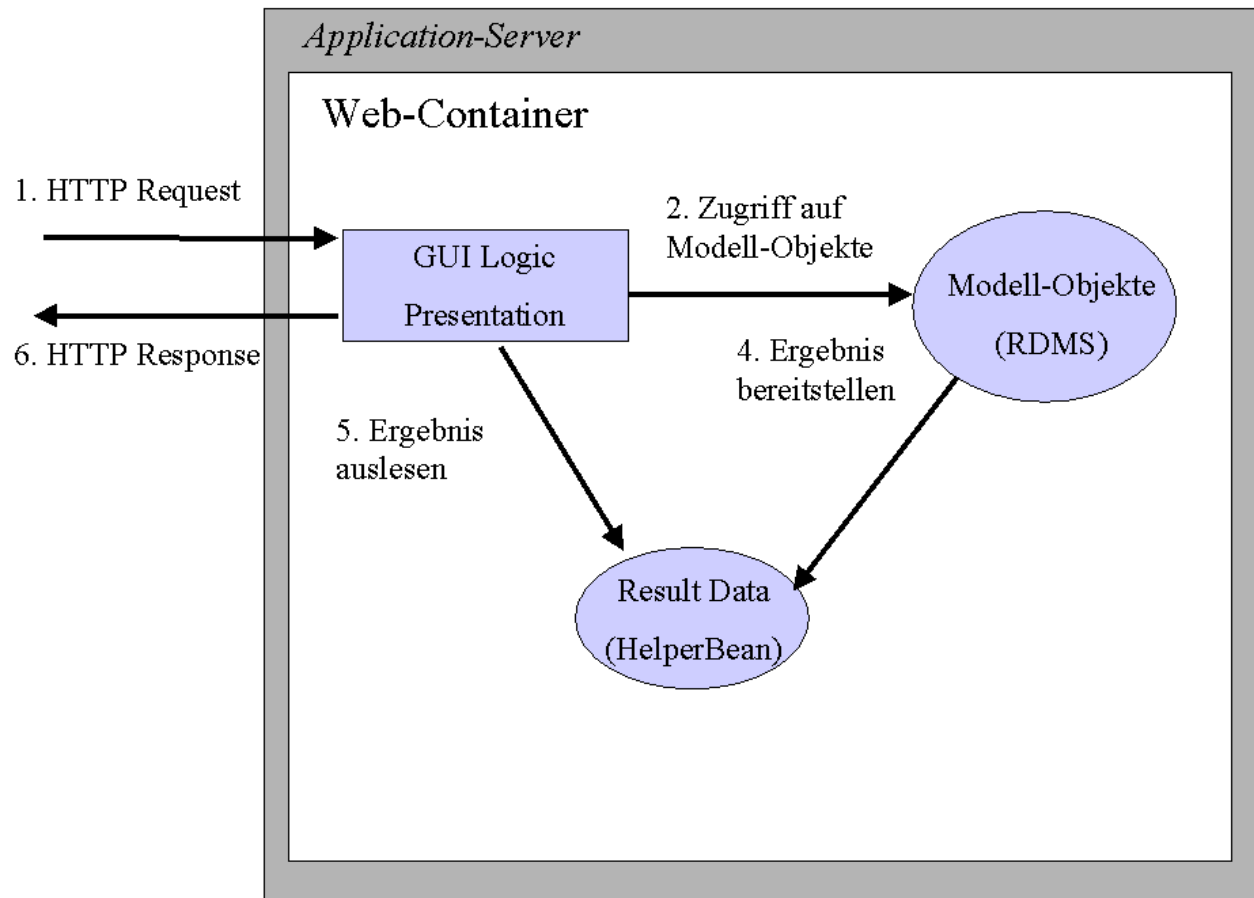 Application-Server
Web-Container
1. HTTP Request
2. Zugriff auf
Modell-Objekte
GUI Logic
Presentation
Modell-Objekte
(RDMS)
6. HTTP Response
4. Ergebnis
bereitstellen
5. Ergebnis
auslesen
Result Data
(HelperBean)